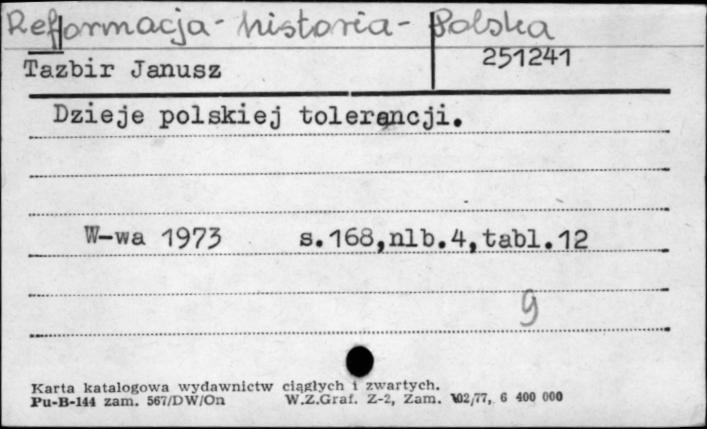 Reformacja - historia - Polska
Tazbir Janusz
251241
Dzieje polskiej tolerancji.
W-wa 1973 s.168,nlb.4,tabl.12
g
Karta katalogowa wydawnictw ciągłych i zwartych.
Pu-B-144 zam. 567/DW/On W.Z.Graf. Z-2, Zam. 102/77, 6 400 000